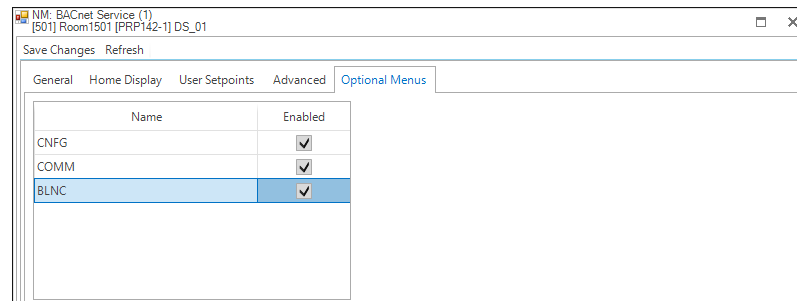 NM: BACnet Service (1)
[501] Room1501 [PRP142-1] DS_01
Save Changes Refresh
General Home Display User Setpoints Advanced Optional Menus
Name Enabled
CNFG
COMM
BLNC